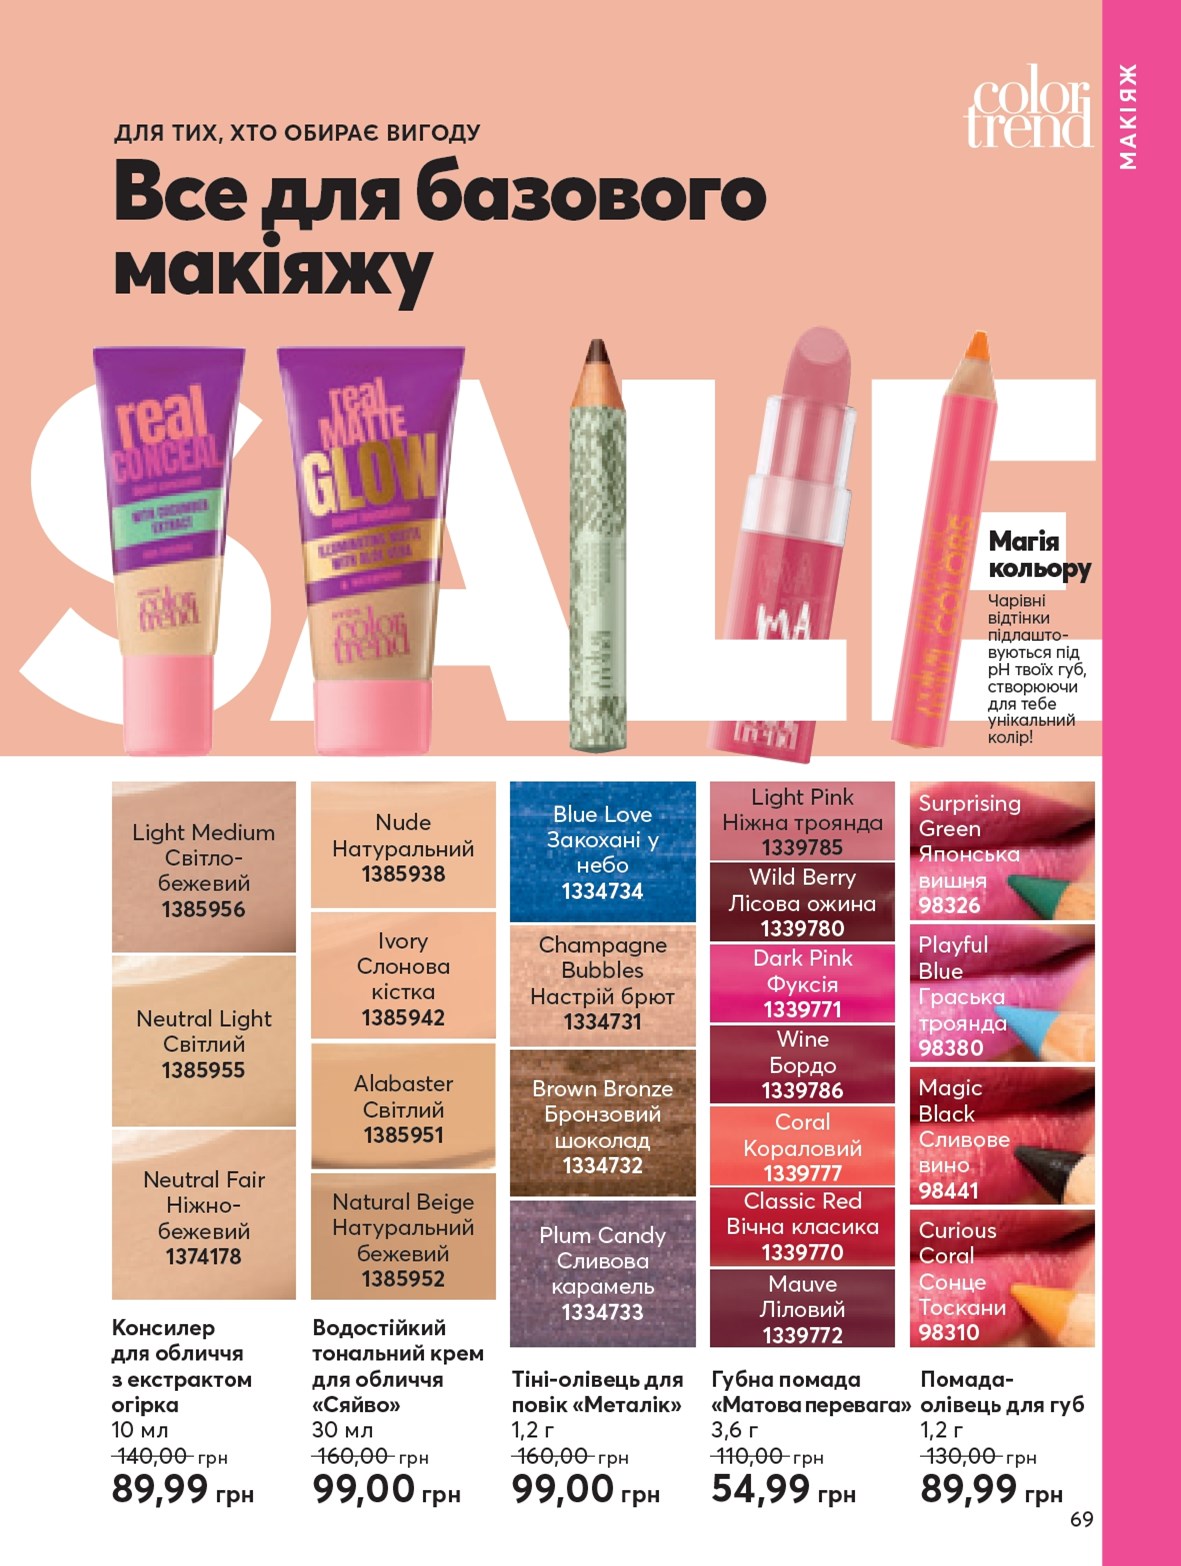 color
trend
МАКІЯЖ
ДЛЯ ТИХ, ХТО ОБИРАЄ ВИГОДУ
Все для базового
макіяжу
SALE
real
CONCEAL
WITH CUCUMBER
EXTRACT
color
trend
real
MATTE
GLOW
ILLUMINATING MATTE
WITH ALOE VERA
color
trend
MA
Магія
кольору
Чарівні
відтінки
підлашто-
вуються під
pH твоїх губ,
створюючи
для тебе
унікальний
колір!
Light Medium
Світло-
бежевий
1385956
Neutral Light
Світлий
1385955
Neutral Fair
Ніжно-
бежевий
1374178
Консилер
для обличчя
з екстрактом
огірка
10 мл
140,00 грн
89,99 грн
Nude
Натуральний
1385938
Ivory
Слонова
кістка
1385942
Alabaster
Світлий
1385951
Natural Beige
Натуральний
бежевий
1385952
Водостійкий
тональний крем
для обличчя
«Сяйво»
30 мл
160,00 грн
99,00 грн
Blue Love
Закохані у
небо
1334734
Champagne
Bubbles
Настрій брют
1334731
Brown Bronze
Бронзовий
шоколад
1334732
Plum Candy
Сливова
карамель
1334733
Тіні-олівець для
повік «Металік»
1,2 г
160,00 грн
99,00 грн
Light Pink
Ніжна троянда
1339785
Wild Berry
Лісова ожина
1339780
Dark Pink
Фуксія
1339771
Wine
Бордо
1339786
Coral
Кораловий
1339777
Classic Red
Вічна класика
1339770
Mauve
Ліловий
1339772
Губна помада
«Матова перевага»
3,6 г
110,00 грн
54,99 грн
Surprising
Green
Японська
вишня
98326
Playful
Blue
Граська
троянда
98380
Magic
Black
Сливове
вино
98441
Curious
Coral
Сонце
Тоскани
98310
Помада-
олівець для губ
1,2 г
130,00 грн
89,99 грн
69